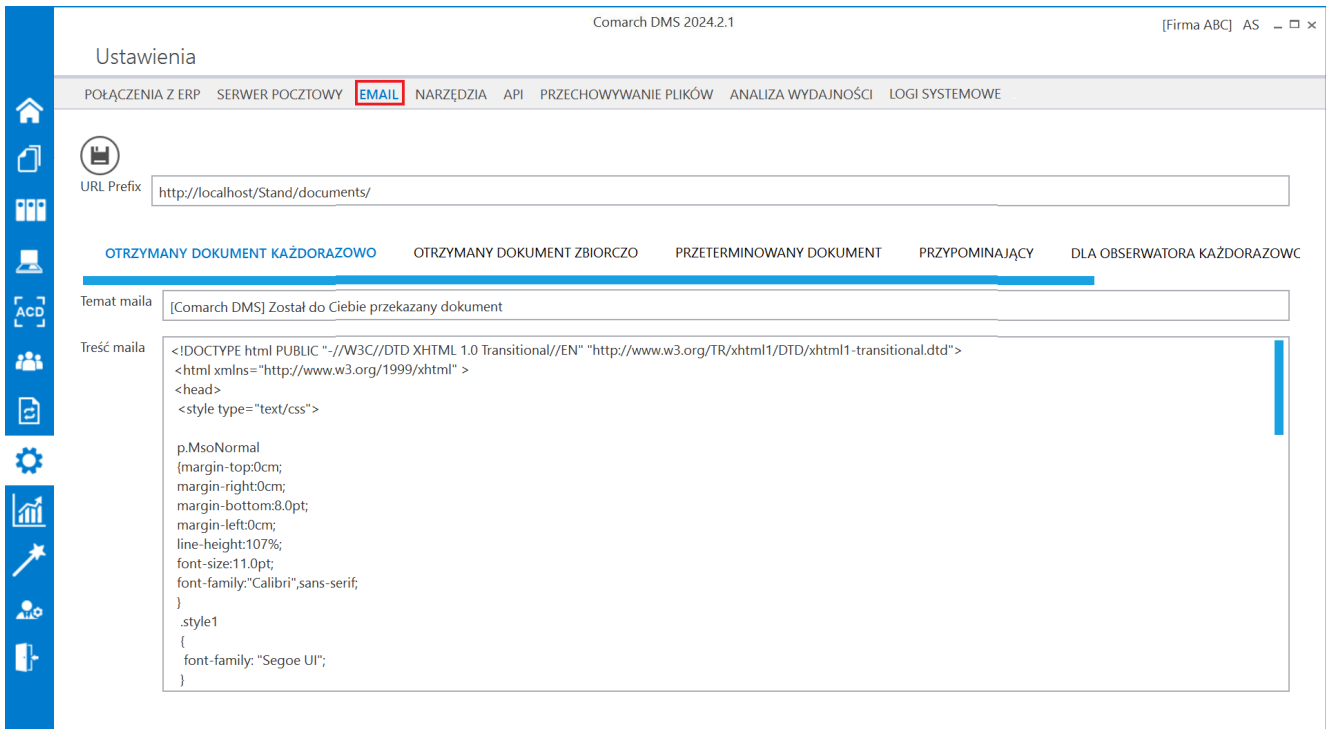 Comarch DMS 2024.2.1
[Firma ABC] AS
Ustawienia
POŁĄCZENIA Z ERP SERWER POCZTOWY EMAIL NARZĘDZIA API PRZECHOWYWANIE PLIKÓW ANALIZA WYDAJNOŚCI LOGI SYSTEMOWE
URL Prefix http://localhost/Stand/documents/
OTRZYMANY DOKUMENT KAŻDORAZOWO OTRZYMANY DOKUMENT ZBIORCZO PRZETERMINOWANY DOKUMENT PRZYPOMINAJĄCY DLA OBSERWATORA KAŻDORAZOWO
Temat maila [Comarch DMS] Został do Ciebie przekazany dokument
Treść maila <!DOCTYPE html PUBLIC "-//W3C//DTD XHTML 1.0 Transitional//EN" "http://www.w3.org/TR/xhtml1/DTD/xhtml1-transitional.dtd">
<html xmlns="http://www.w3.org/1999/xhtml" >
<head>
<style type="text/css">
p.MsoNormal
{margin-top:0cm;
margin-right:0cm;
margin-bottom:8.0pt;
margin-left:0cm;
line-height:107%;
font-size:11.0pt;
font-family:"Calibri",sans-serif;
}
.style1
{
font-family: "Segoe UI";
}
ACD